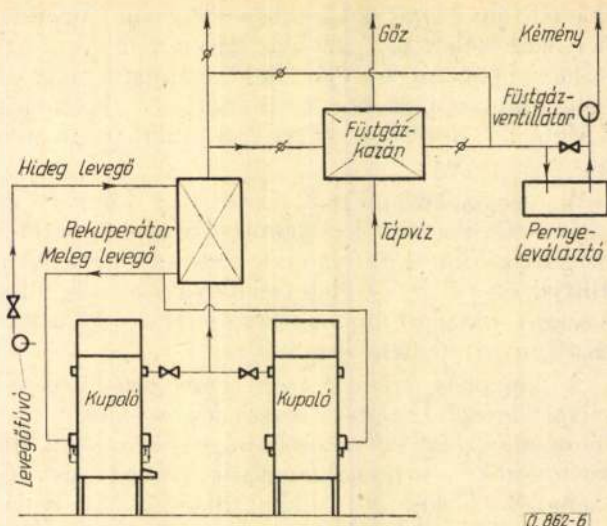 Gőz
Kémény
Füstgáz-
ventillátor
Füstgáz-
kazán
Hideg levegő
Rekuperátor
Meleg levegő
Tápvíz
Pernye-
leválasztó
Kupoló
Kupoló
Levegőfúvó
O. 862-6